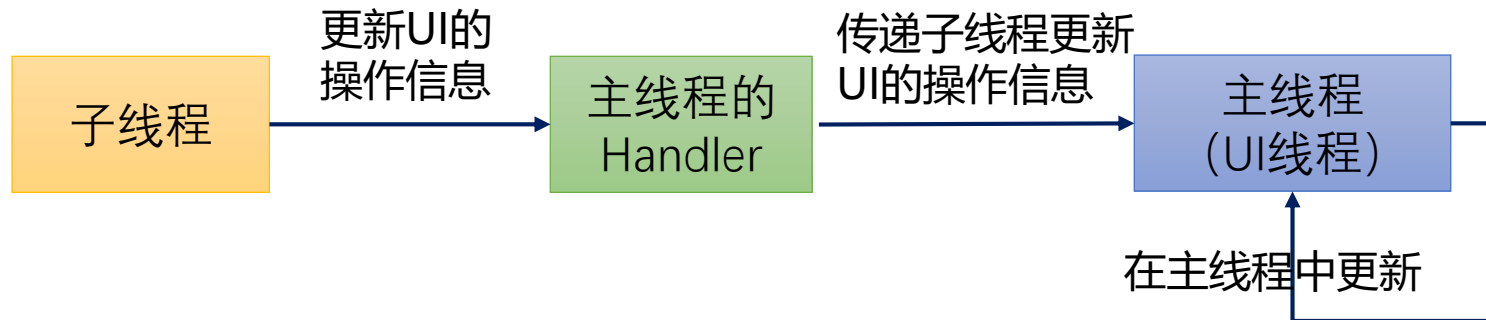 子线程
更新UI的
操作信息
主线程的
Handler
传递子线程更新
UI的操作信息
主线程
（UI线程）
在主线程中更新